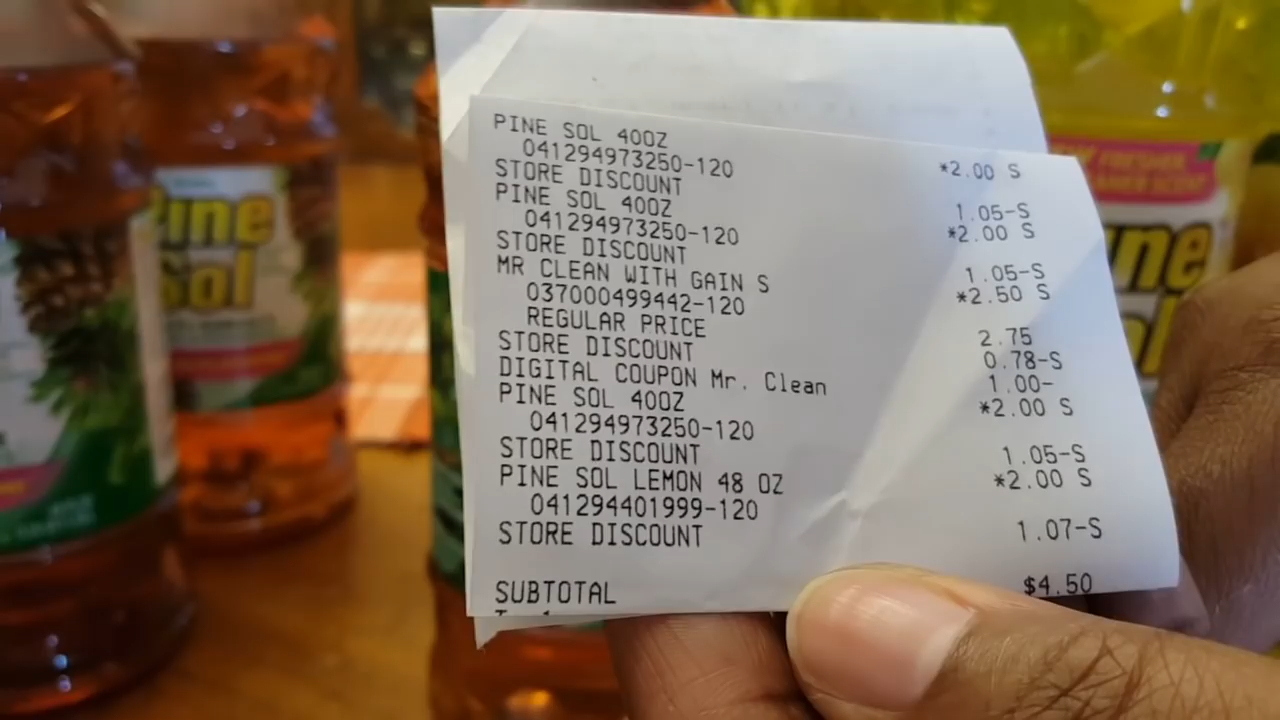 PINE SOL 40OZ
041294973250-120 *2.00 S
STORE DISCOUNT 1.05-S
PINE SOL 40OZ
041294973250-120 *2.00 S
STORE DISCOUNT 1.05-S
MR CLEAN WITH GAIN S
037000499442-120 *2.50 S
REGULAR PRICE 2.75
STORE DISCOUNT 0.78-S
DIGITAL COUPON Mr. Clean 1.00-
PINE SOL 40OZ
041294973250-120 *2.00 S
STORE DISCOUNT 1.05-S
PINE SOL LEMON 48 OZ
041294401999-120 *2.00 S
STORE DISCOUNT 1.07-S
SUBTOTAL $4.50
Pine
Sol
FRESHER